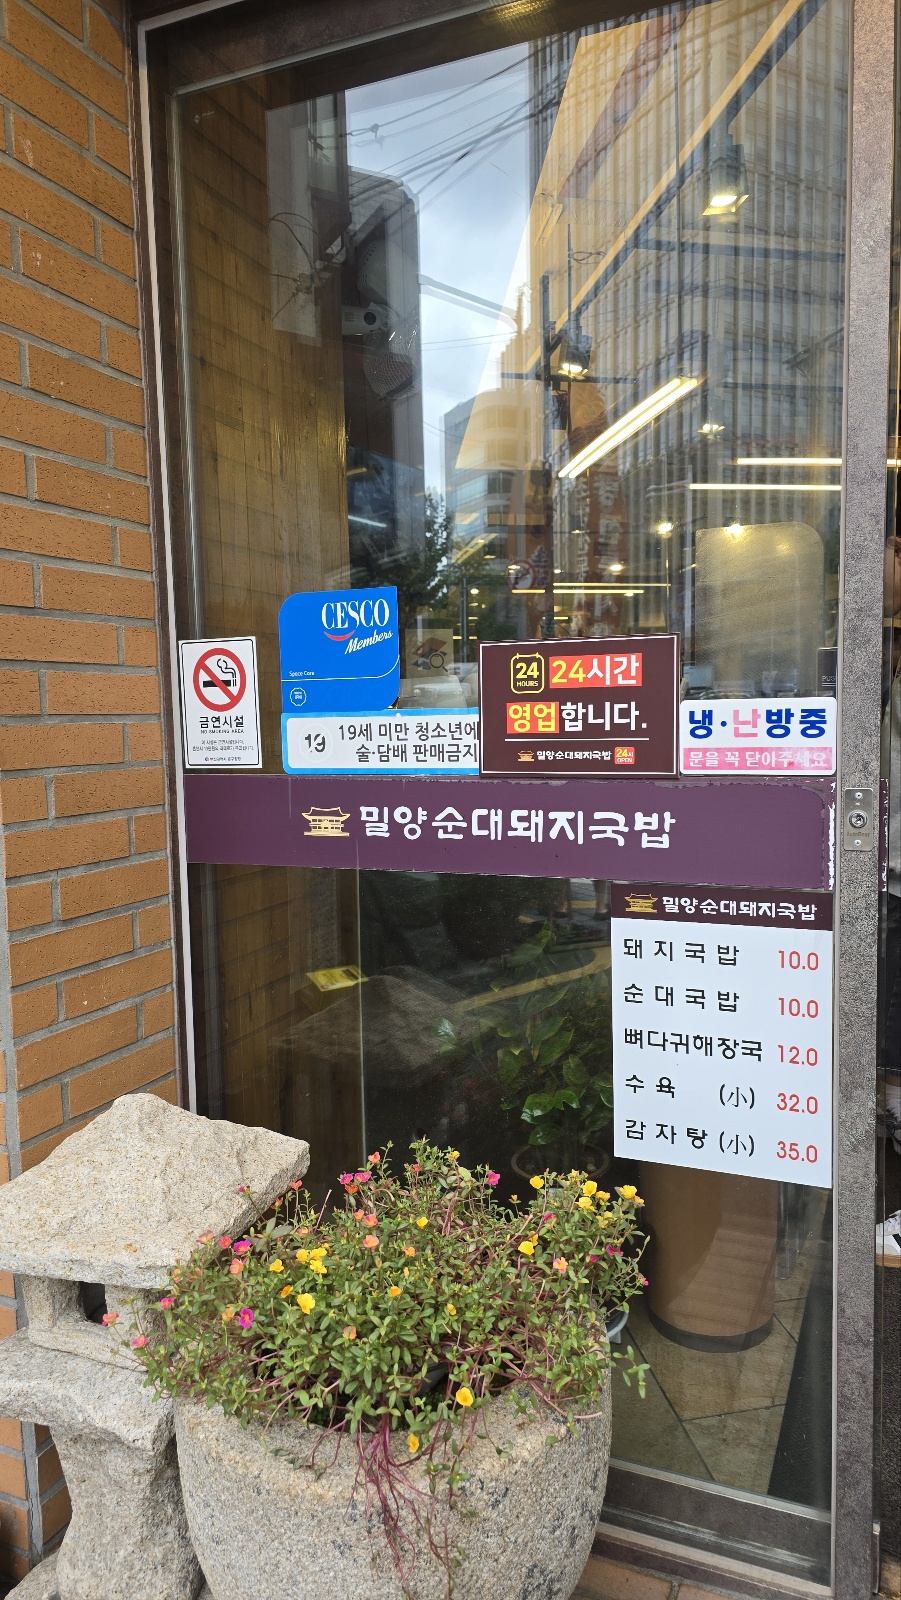 CESCO
Members
Space Care
금연시설
NO SMOKING AREA
19
19세 미만 청소년에
술·담배 판매금지
24
HOURS
24시간
영업합니다.
밀양순대돼지국밥
24시
OPEN
냉·난방중
문을 꼭 닫아주세요
밀양순대돼지국밥
밀양순대돼지국밥
돼지국밥 10.0
순대국밥 10.0
뼈다귀해장국 12.0
수육 (小) 32.0
감자탕 (小) 35.0